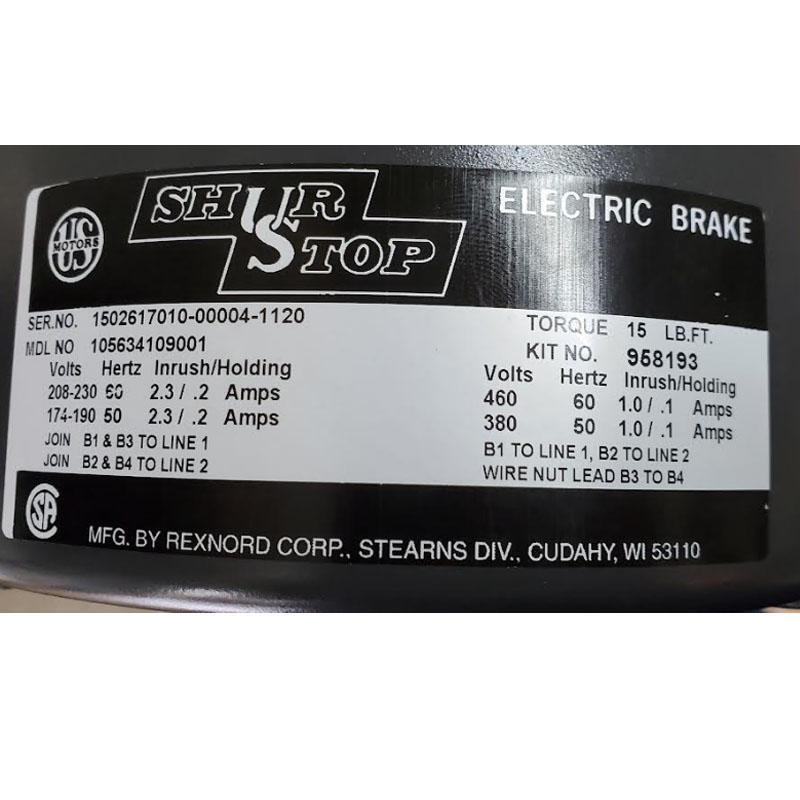 US MOTORS
SHUR STOP
ELECTRIC BRAKE
SER.NO. 1502617010-00004-1120
MDL NO 105634109001
Volts Hertz Inrush/Holding
208-230 60 2.3 / .2 Amps
174-190 50 2.3 / .2 Amps
JOIN B1 & B3 TO LINE 1
JOIN B2 & B4 TO LINE 2
TORQUE 15 LB.FT.
KIT NO. 958193
Volts Hertz Inrush/Holding
460 60 1.0 / .1 Amps
380 50 1.0 / .1 Amps
B1 TO LINE 1, B2 TO LINE 2
WIRE NUT LEAD B3 TO B4
SA
MFG. BY REXNORD CORP., STEARNS DIV., CUDAHY, WI 53110